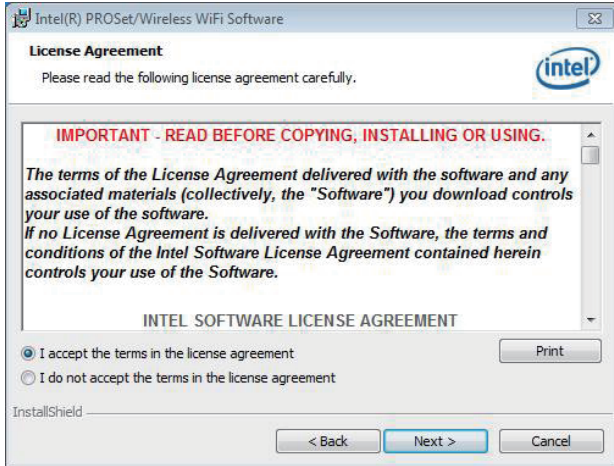 Intel(R) PROSet/Wireless WiFi Software
License Agreement
Please read the following license agreement carefully.
intel
IMPORTANT - READ BEFORE COPYING, INSTALLING OR USING.
The terms of the License Agreement delivered with the software and any
associated materials (collectively, the "Software") you download controls
your use of the software.
If no License Agreement is delivered with the Software, the terms and
conditions of the Intel Software License Agreement contained herein
controls your use of the Software.
INTEL SOFTWARE LICENSE AGREEMENT
I accept the terms in the license agreement
Print
I do not accept the terms in the license agreement
InstallShield
< Back
Next >
Cancel